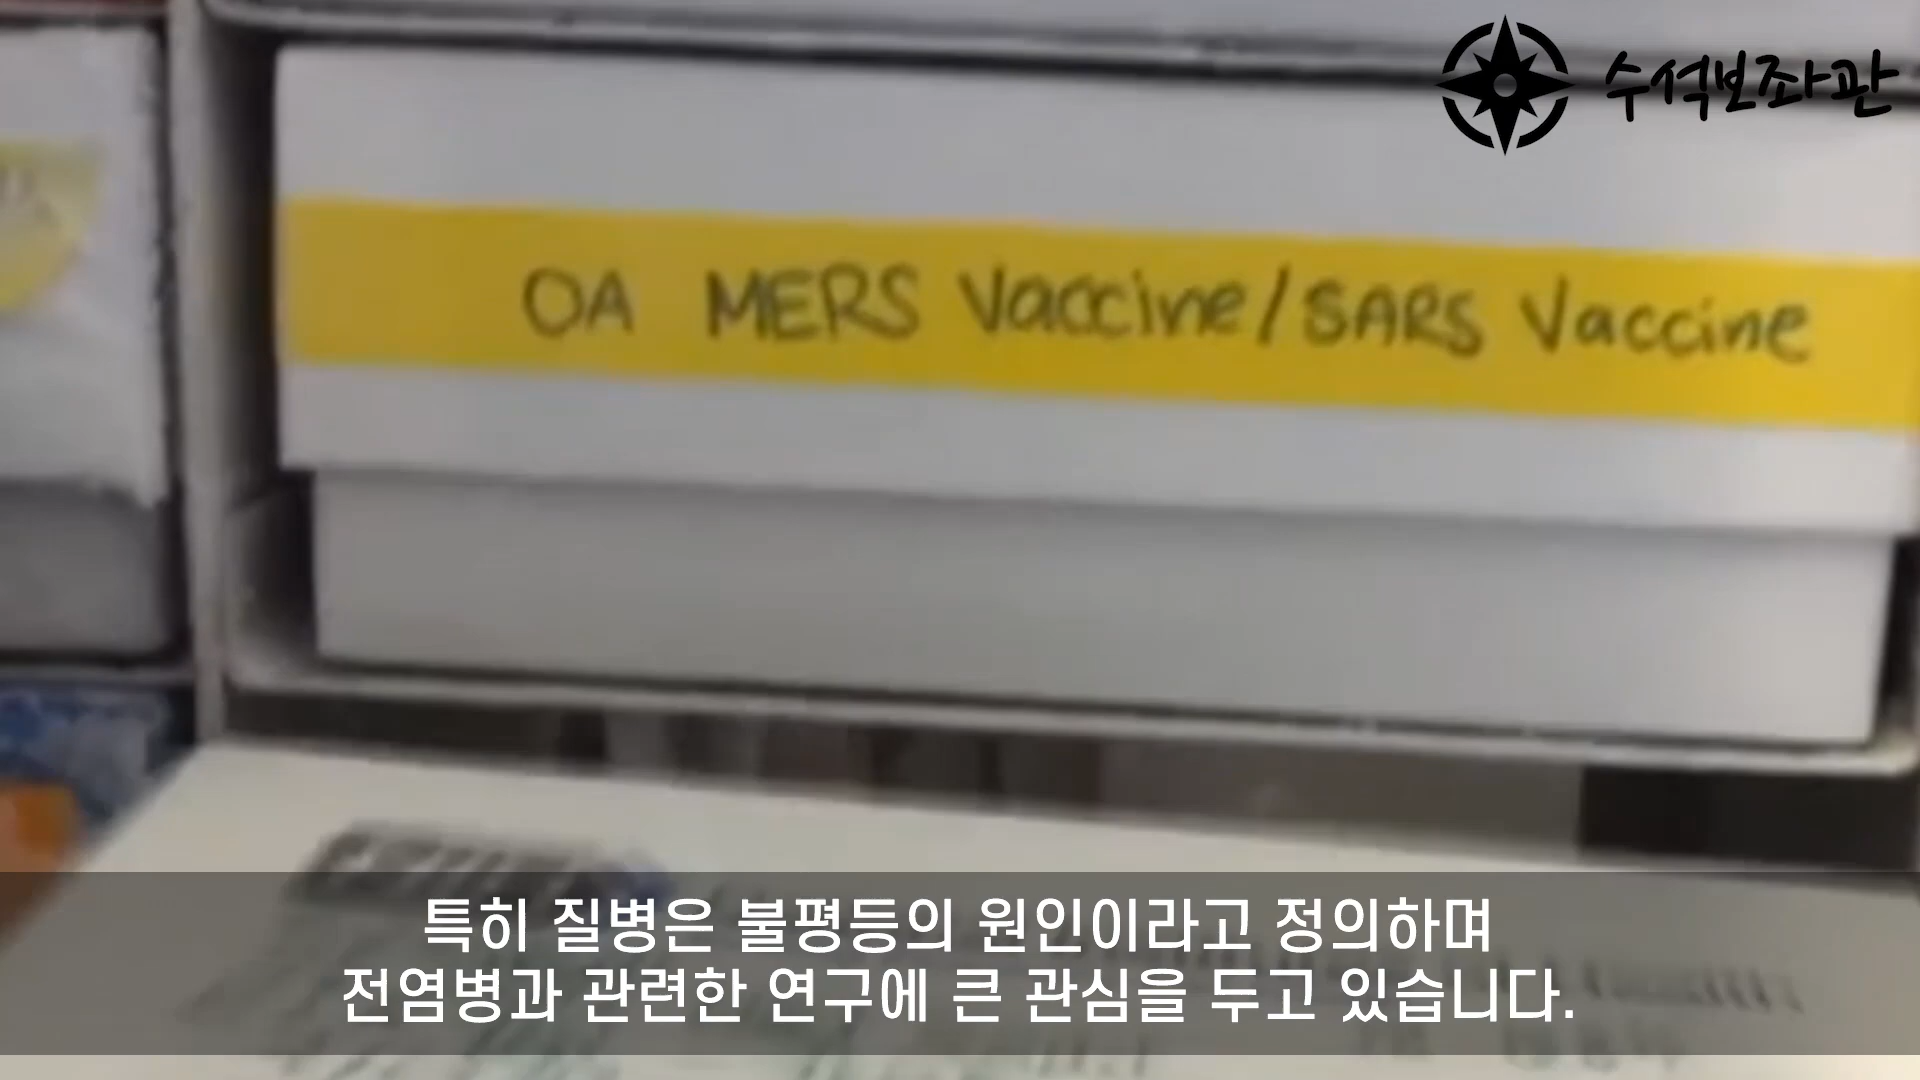 수석보좌관
OA MERS Vaccine/SARS Vaccine
특히 질병은 불평등의 원인이라고 정의하며
전염병과 관련한 연구에 큰 관심을 두고 있습니다.